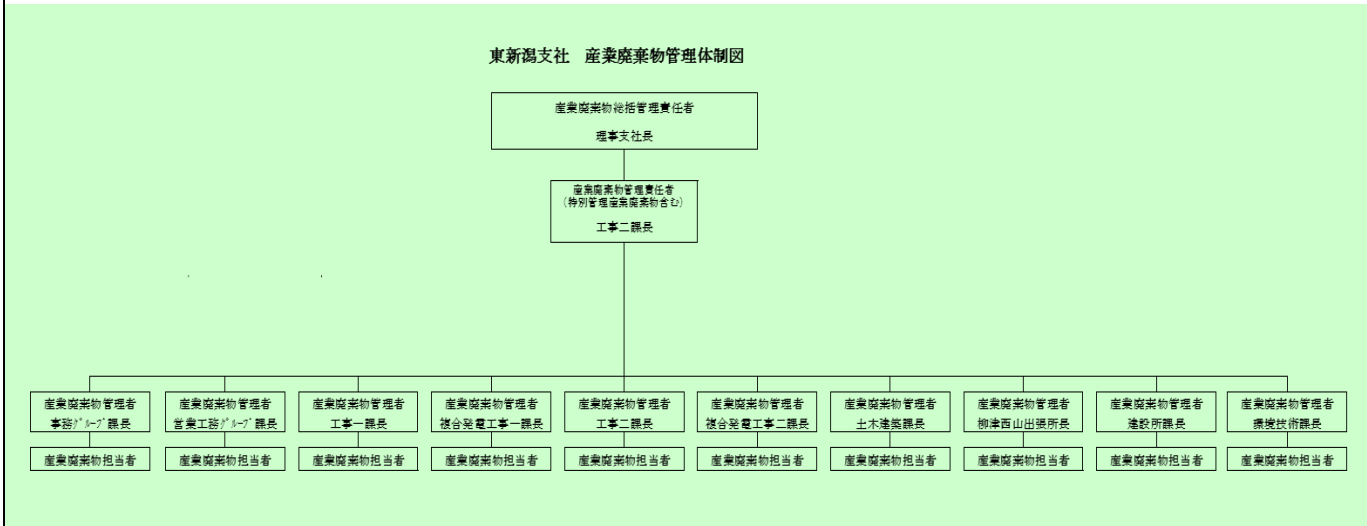 東新潟支社　産業廃棄物管理体制図
産業廃棄物総括管理責任者
理事支社長
産業廃棄物管理責任者
（特別管理産業廃棄物含む）
工事二課長
産業廃棄物管理者
事務ｸﾞﾙｰﾌﾟ課長
産業廃棄物担当者
産業廃棄物管理者
営業工務ｸﾞﾙｰﾌﾟ課長
産業廃棄物担当者
産業廃棄物管理者
工事一課長
産業廃棄物担当者
産業廃棄物管理者
複合発電工事一課長
産業廃棄物担当者
産業廃棄物管理者
工事二課長
産業廃棄物担当者
産業廃棄物管理者
複合発電工事二課長
産業廃棄物担当者
産業廃棄物管理者
土木建築課長
産業廃棄物担当者
産業廃棄物管理者
柳津西山出張所長
産業廃棄物担当者
産業廃棄物管理者
建設所課長
産業廃棄物担当者
産業廃棄物管理者
環境技術課長
産業廃棄物担当者